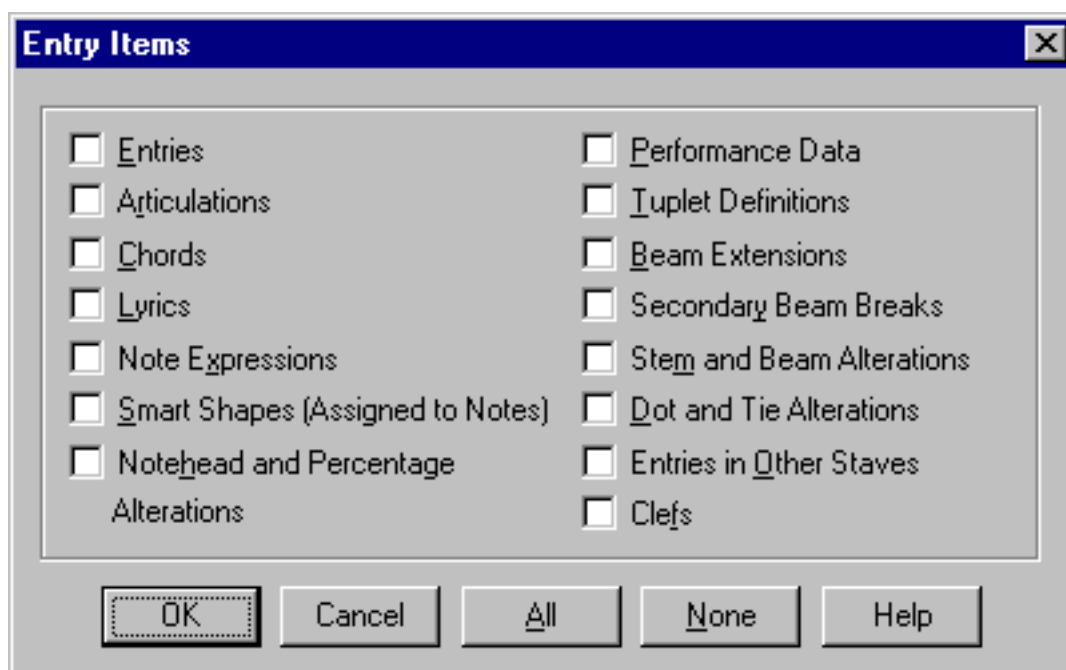 Entry Items
Entries
Articulations
Chords
Lyrics
Note Expressions
Smart Shapes (Assigned to Notes)
Notehead and Percentage
Alterations
Performance Data
Tuplet Definitions
Beam Extensions
Secondary Beam Breaks
Stem and Beam Alterations
Dot and Tie Alterations
Entries in Other Staves
Clefs
OK Cancel All None Help